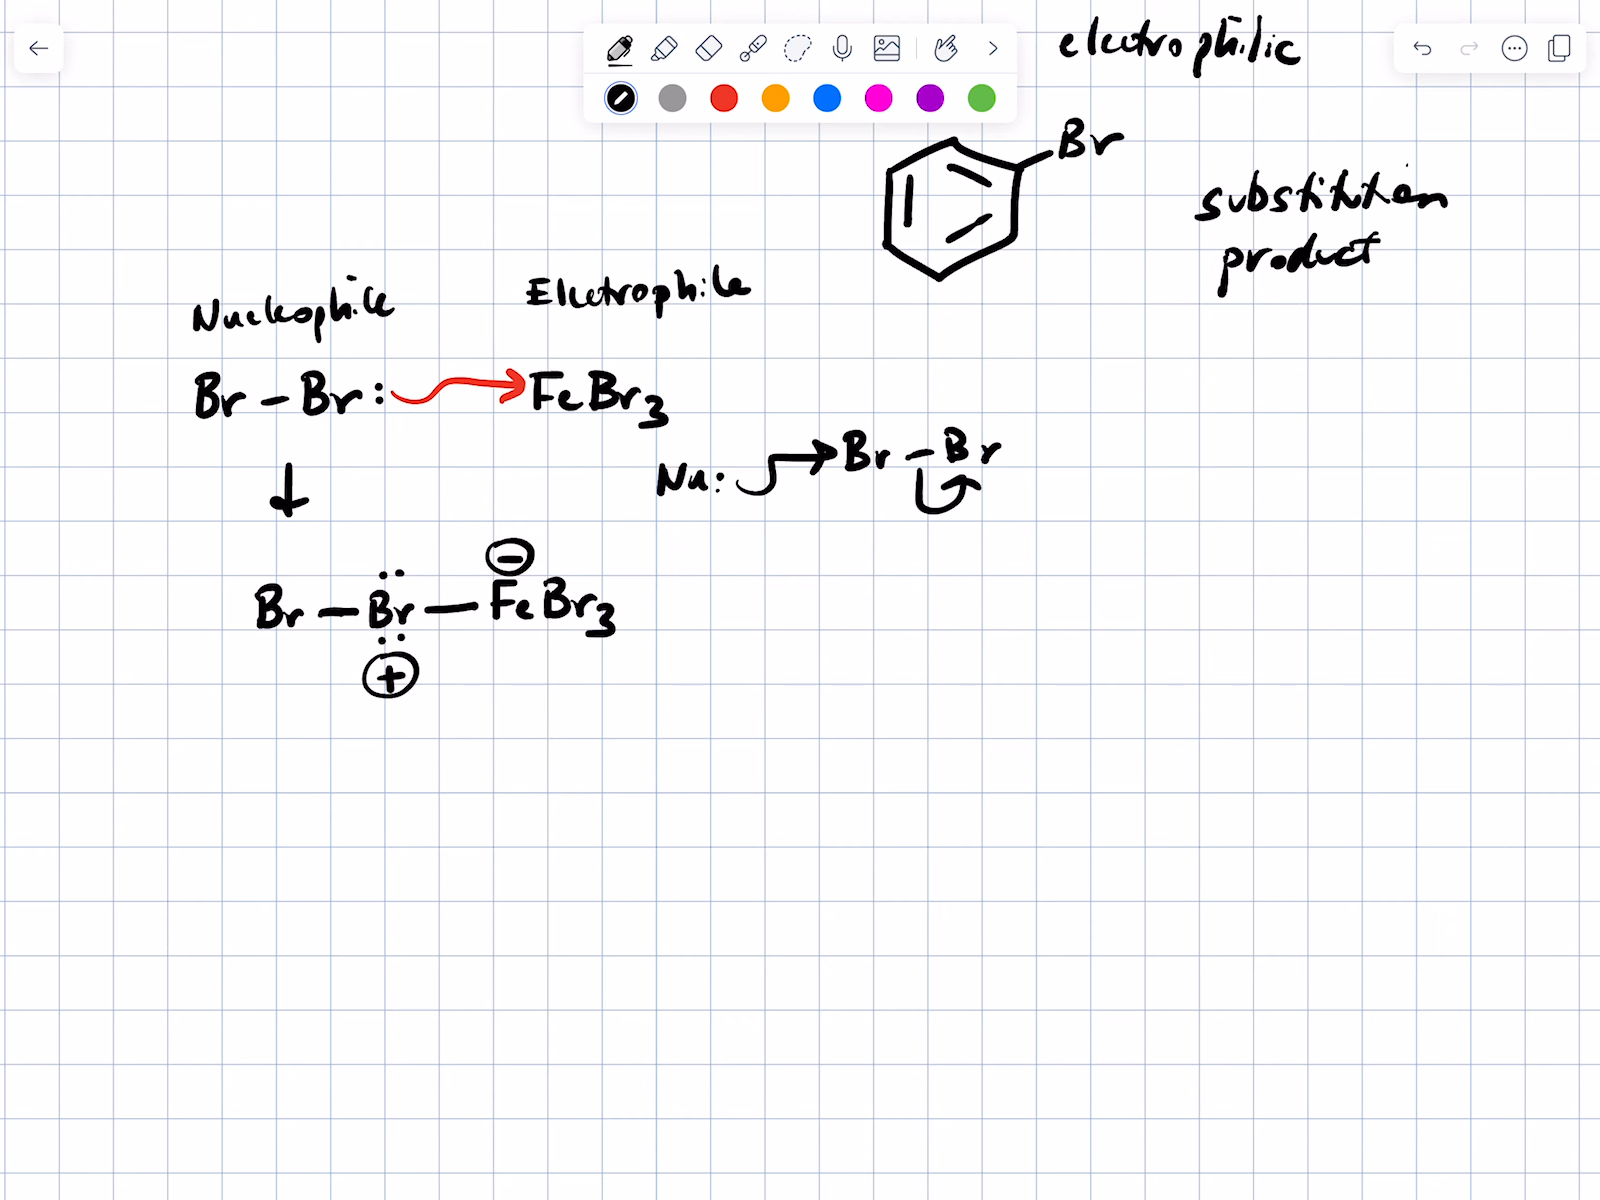 electrophilic
Br
substitution
product
Nucleophile
Electrophile
Br – Br: FeBr3
Nu: Br – Br
⊖
Br – Br – FeBr3
⊕